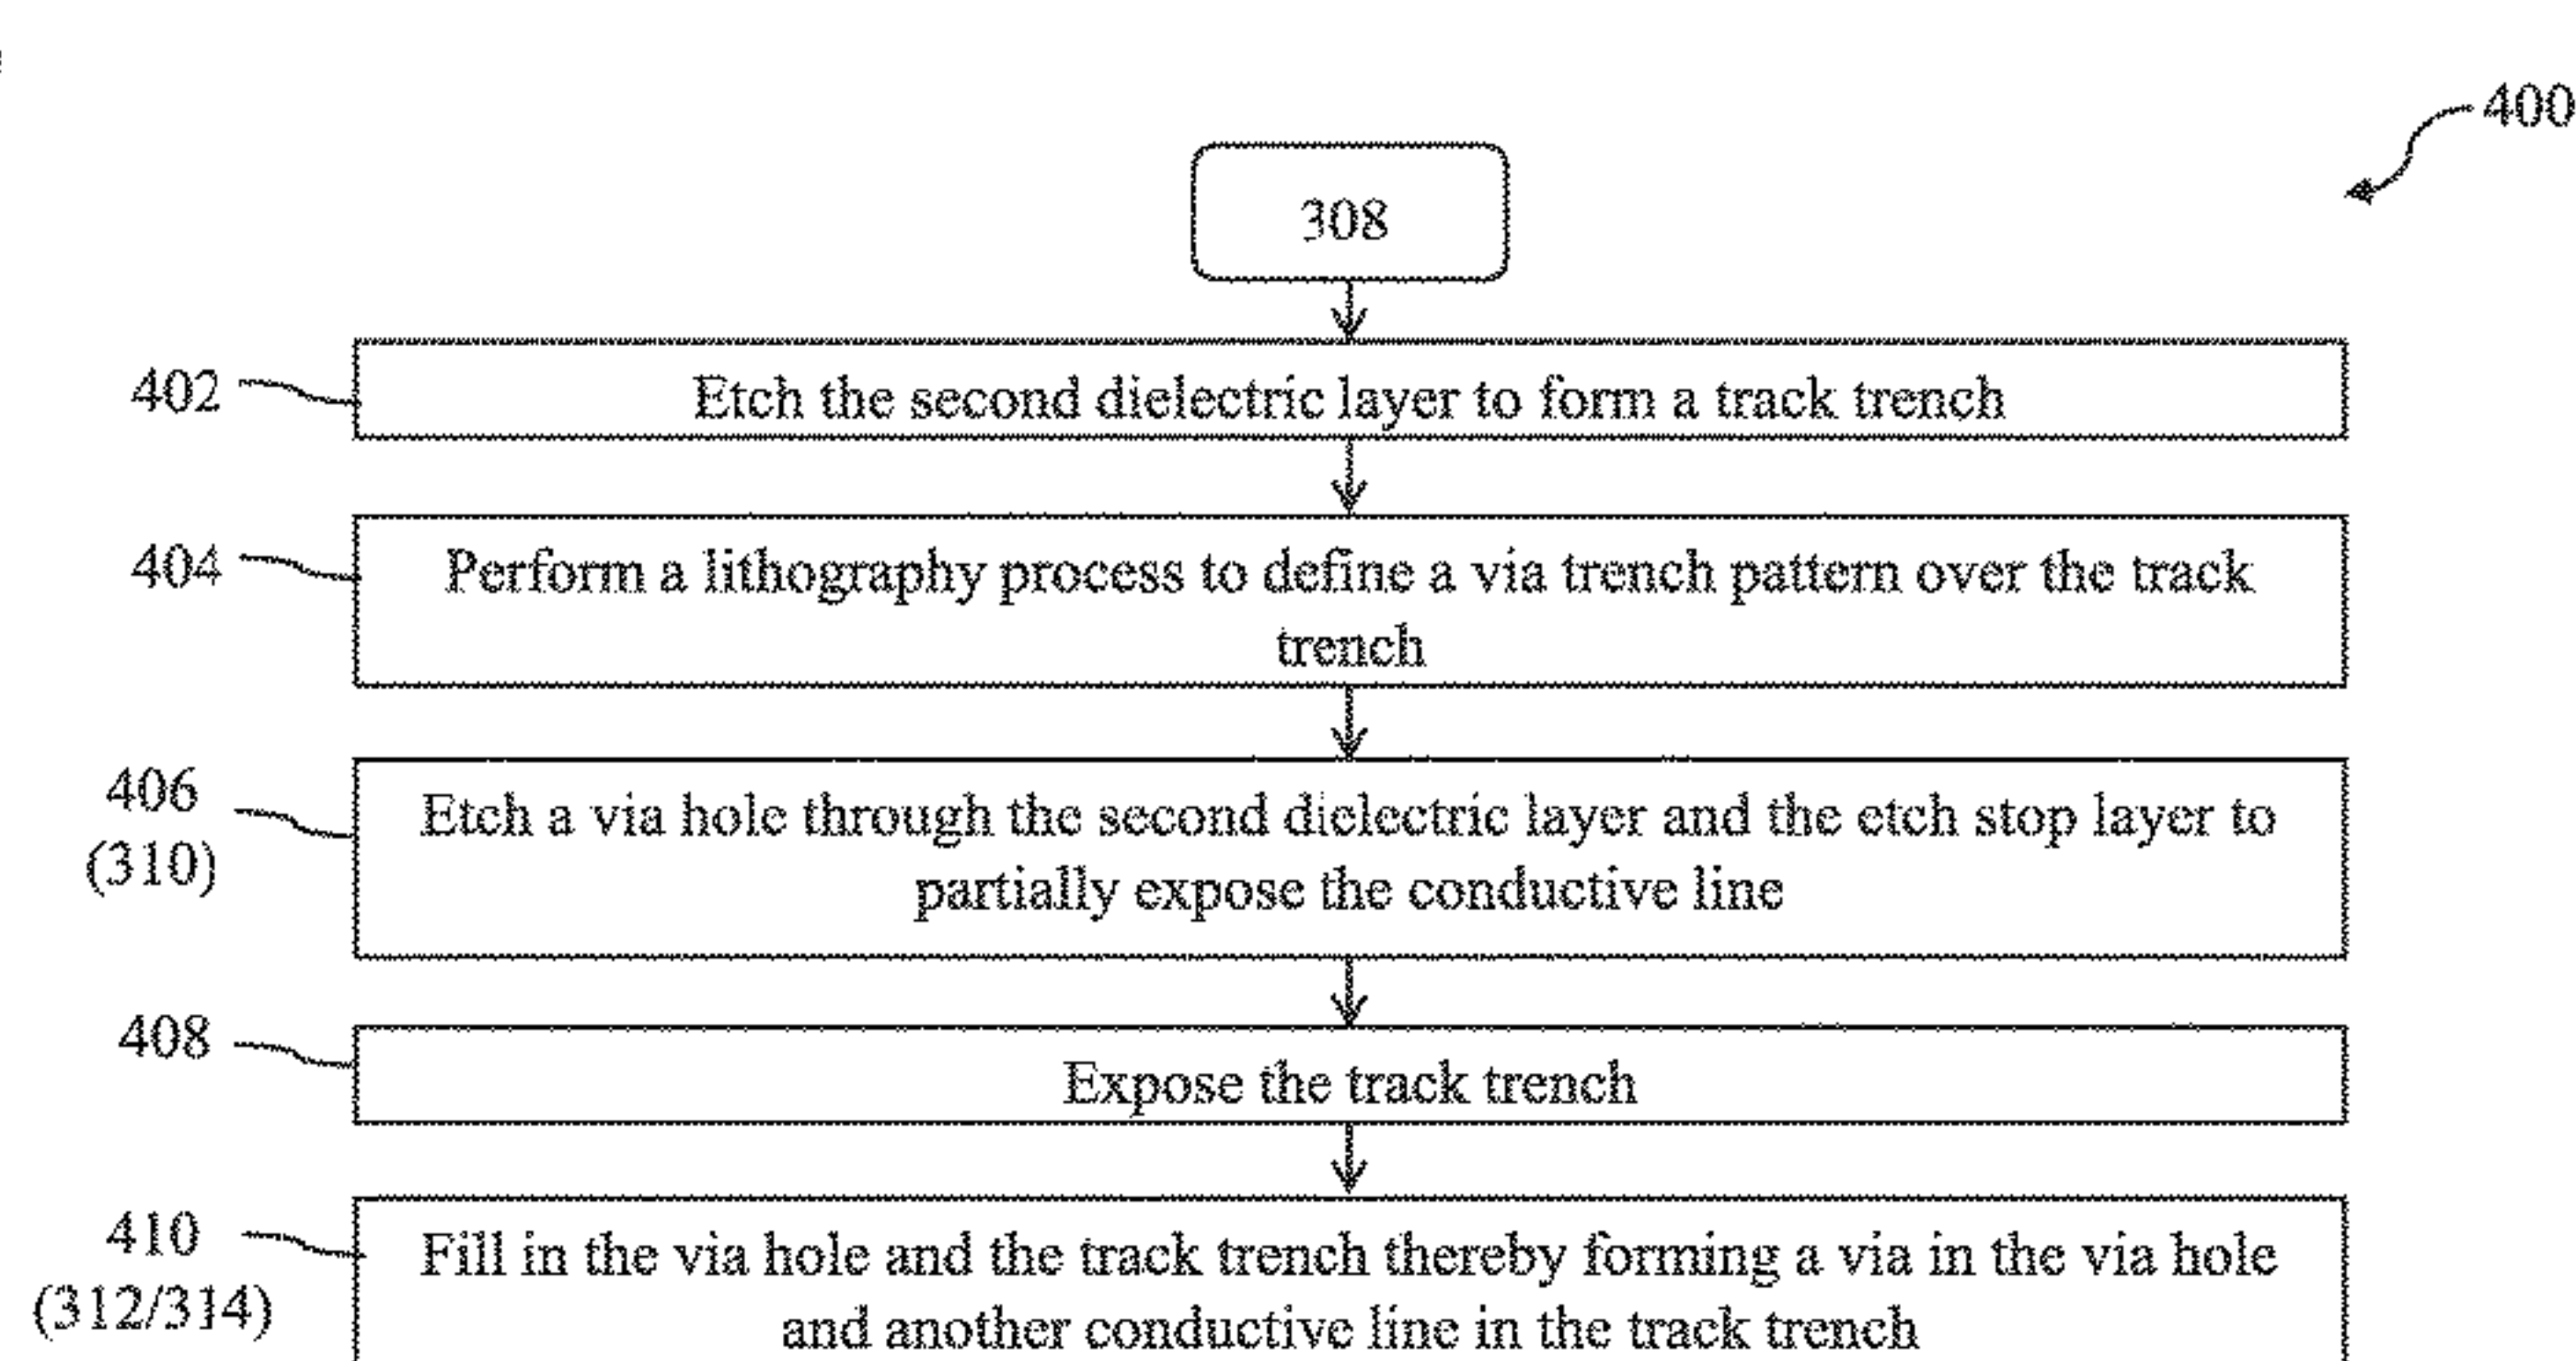 400
308
402
Etch the second dielectric layer to form a track trench
404
Perform a lithography process to define a via trench pattern over the track
trench
406
(310)
Etch a via hole through the second dielectric layer and the etch stop layer to
partially expose the conductive line
408
Expose the track trench
410
(312/314)
Fill in the via hole and the track trench thereby forming a via in the via hole
and another conductive line in the track trench